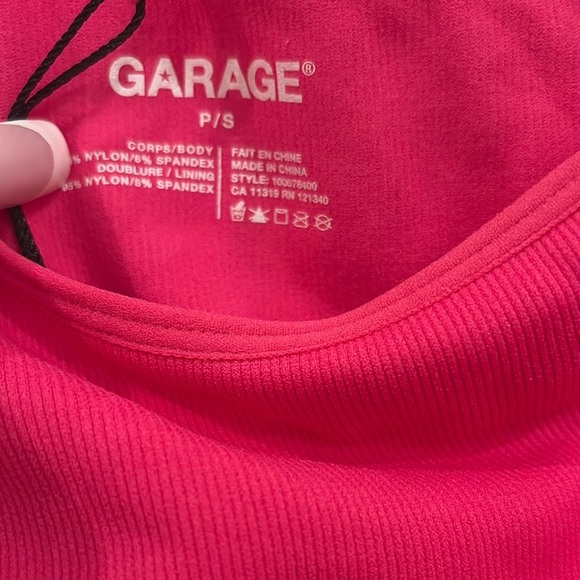 GARAGE®
P/S
CORPS/BODY
% NYLON/6% SPANDEX
DOUBLURE / LINING
95% NYLON/5% SPANDEX
FAIT EN CHINE
MADE IN CHINA
STYLE: 100078400
CA 11319 RN 121340